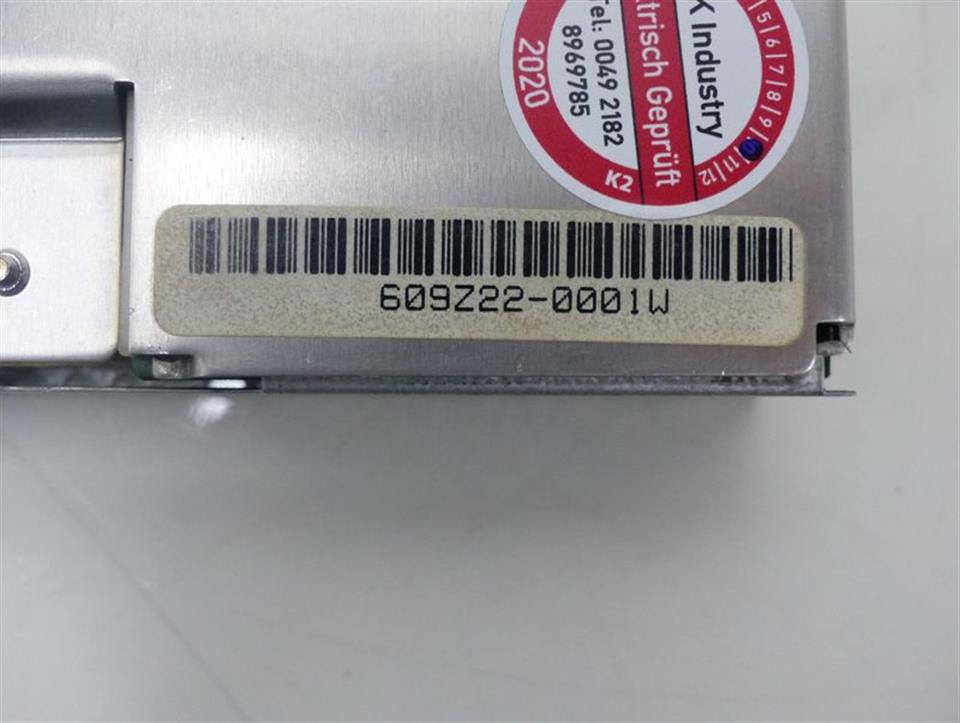 K Industry
ktrisch Geprüft
Tel: 0049 2182
8969785
2020
5|6|7|8|9|
|11|12
K2
609Z22-0001W